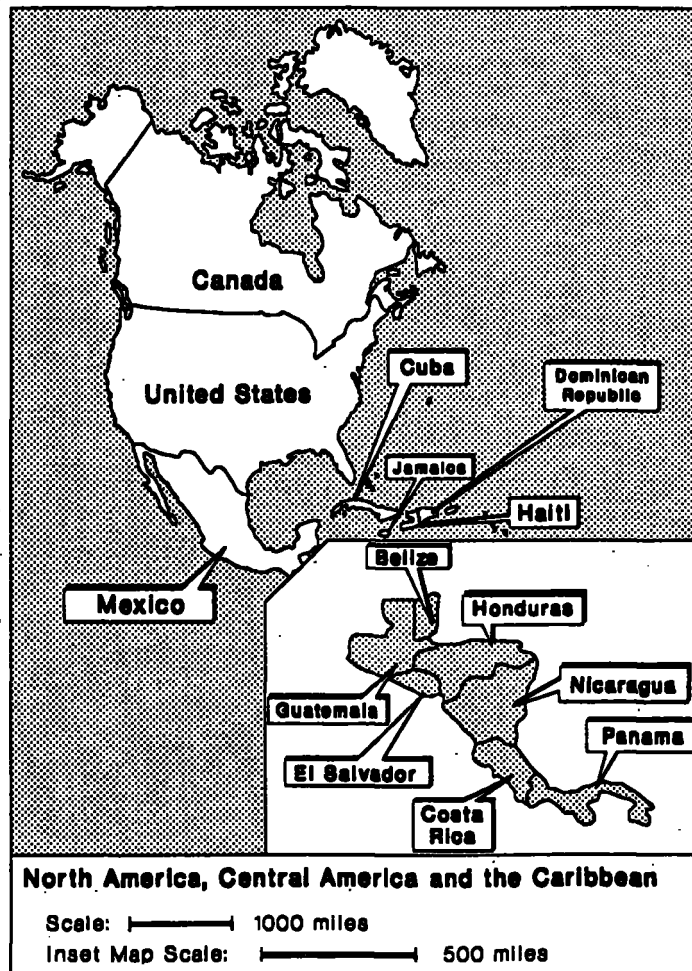 Canada
United States
Cuba
Dominican
Republic
Jamaica
Haiti
Mexico
Belize
Honduras
Guatemala
Nicaragua
El Salvador
Panama
Costa
Rica
North America, Central America and the Caribbean
Scale: 1000 miles
Inset Map Scale: 500 miles